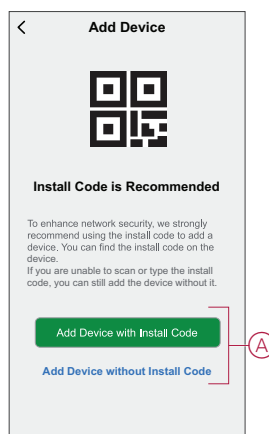 Add Device
Install Code is Recommended
To enhance network security, we strongly
recommend using the install code to add a
device. You can find the install code on the
device.
If you are unable to scan or type the install
code, you can still add the device without it.
Add Device with Install Code
A
Add Device without Install Code